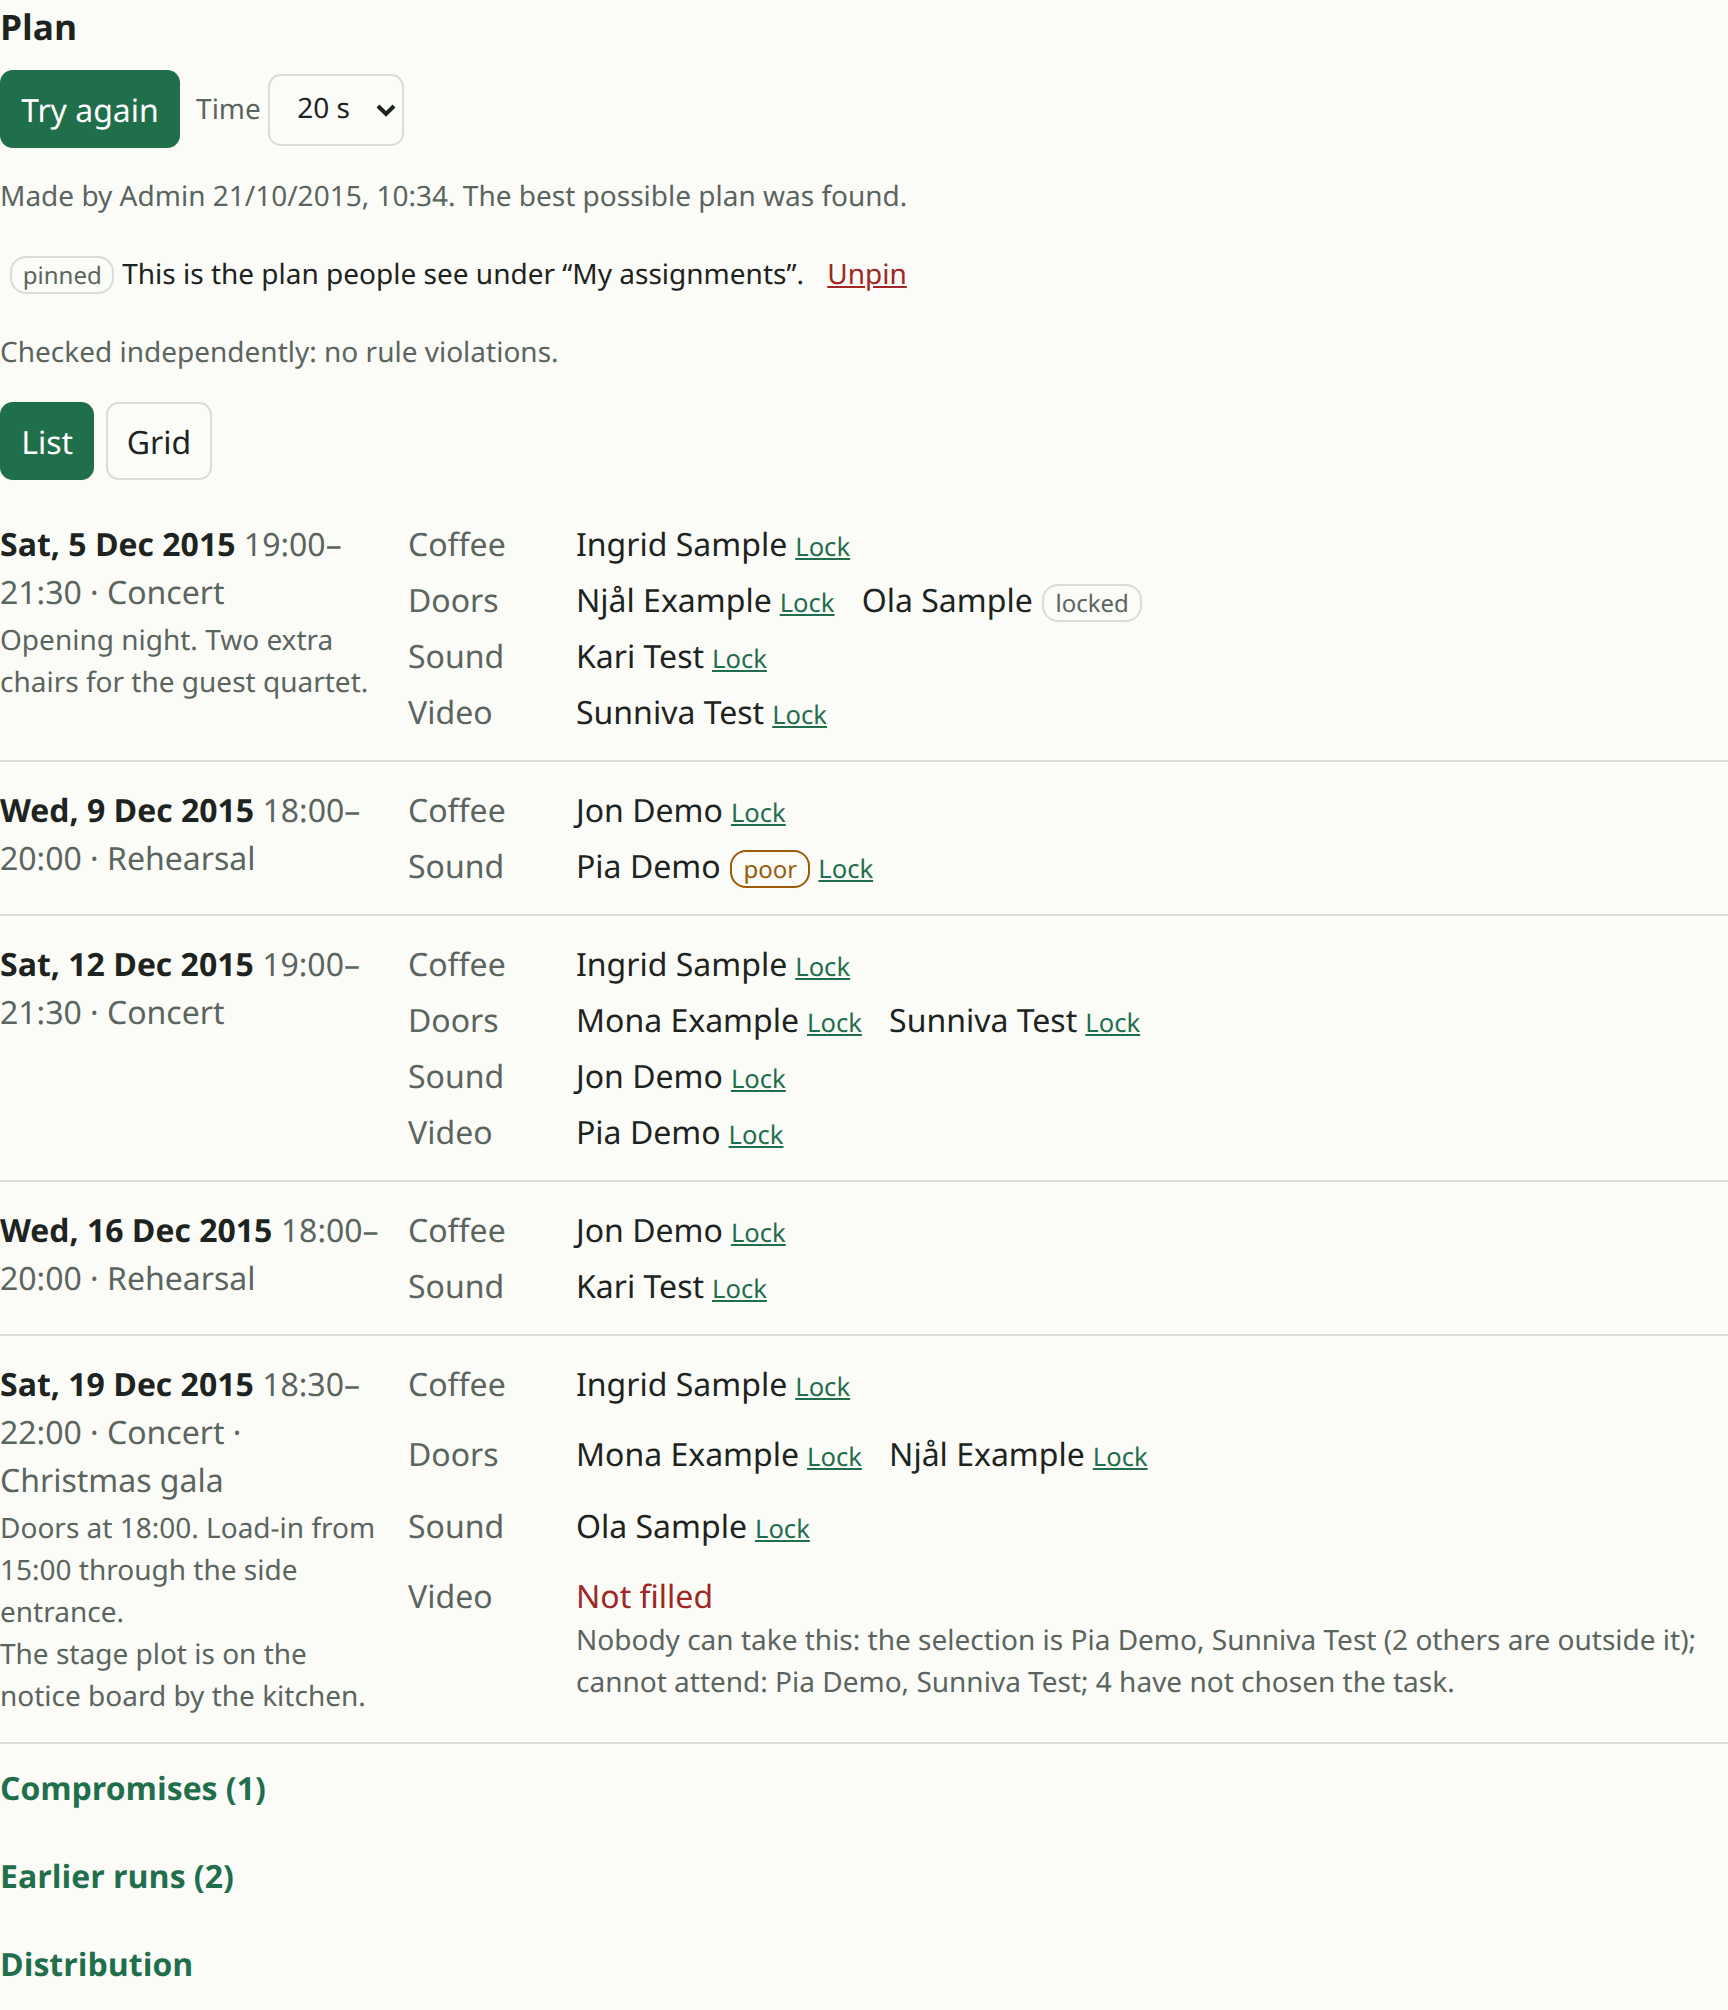 Plan
Try again Time 20 s
Made by Admin 21/10/2015, 10:34. The best possible plan was found.
pinned This is the plan people see under “My assignments”. Unpin
Checked independently: no rule violations.
List Grid
Sat, 5 Dec 2015 19:00–
21:30 · Concert
Opening night. Two extra
chairs for the guest quartet.
Coffee Ingrid Sample Lock
Doors Njål Example Lock Ola Sample locked
Sound Kari Test Lock
Video Sunniva Test Lock
Wed, 9 Dec 2015 18:00–
20:00 · Rehearsal
Coffee Jon Demo Lock
Sound Pia Demo poor Lock
Sat, 12 Dec 2015 19:00–
21:30 · Concert
Coffee Ingrid Sample Lock
Doors Mona Example Lock Sunniva Test Lock
Sound Jon Demo Lock
Video Pia Demo Lock
Wed, 16 Dec 2015 18:00–
20:00 · Rehearsal
Coffee Jon Demo Lock
Sound Kari Test Lock
Sat, 19 Dec 2015 18:30–
22:00 · Concert ·
Christmas gala
Doors at 18:00. Load-in from
15:00 through the side
entrance.
The stage plot is on the
notice board by the kitchen.
Coffee Ingrid Sample Lock
Doors Mona Example Lock Njål Example Lock
Sound Ola Sample Lock
Video Not filled
Nobody can take this: the selection is Pia Demo, Sunniva Test (2 others are outside it);
cannot attend: Pia Demo, Sunniva Test; 4 have not chosen the task.
Compromises (1)
Earlier runs (2)
Distribution